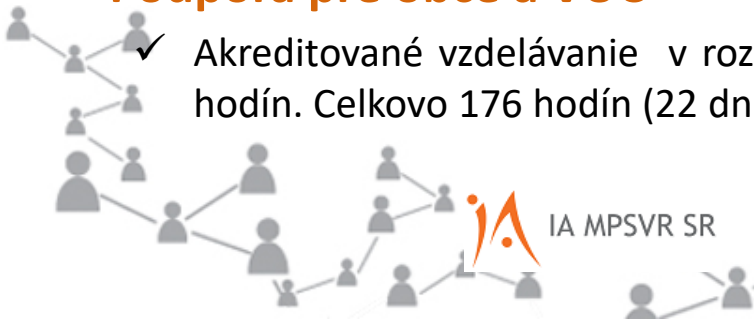 Akreditované vzdelávanie v roz
hodín. Celkovo 176 hodín (22 dn
IA MPSVR SR